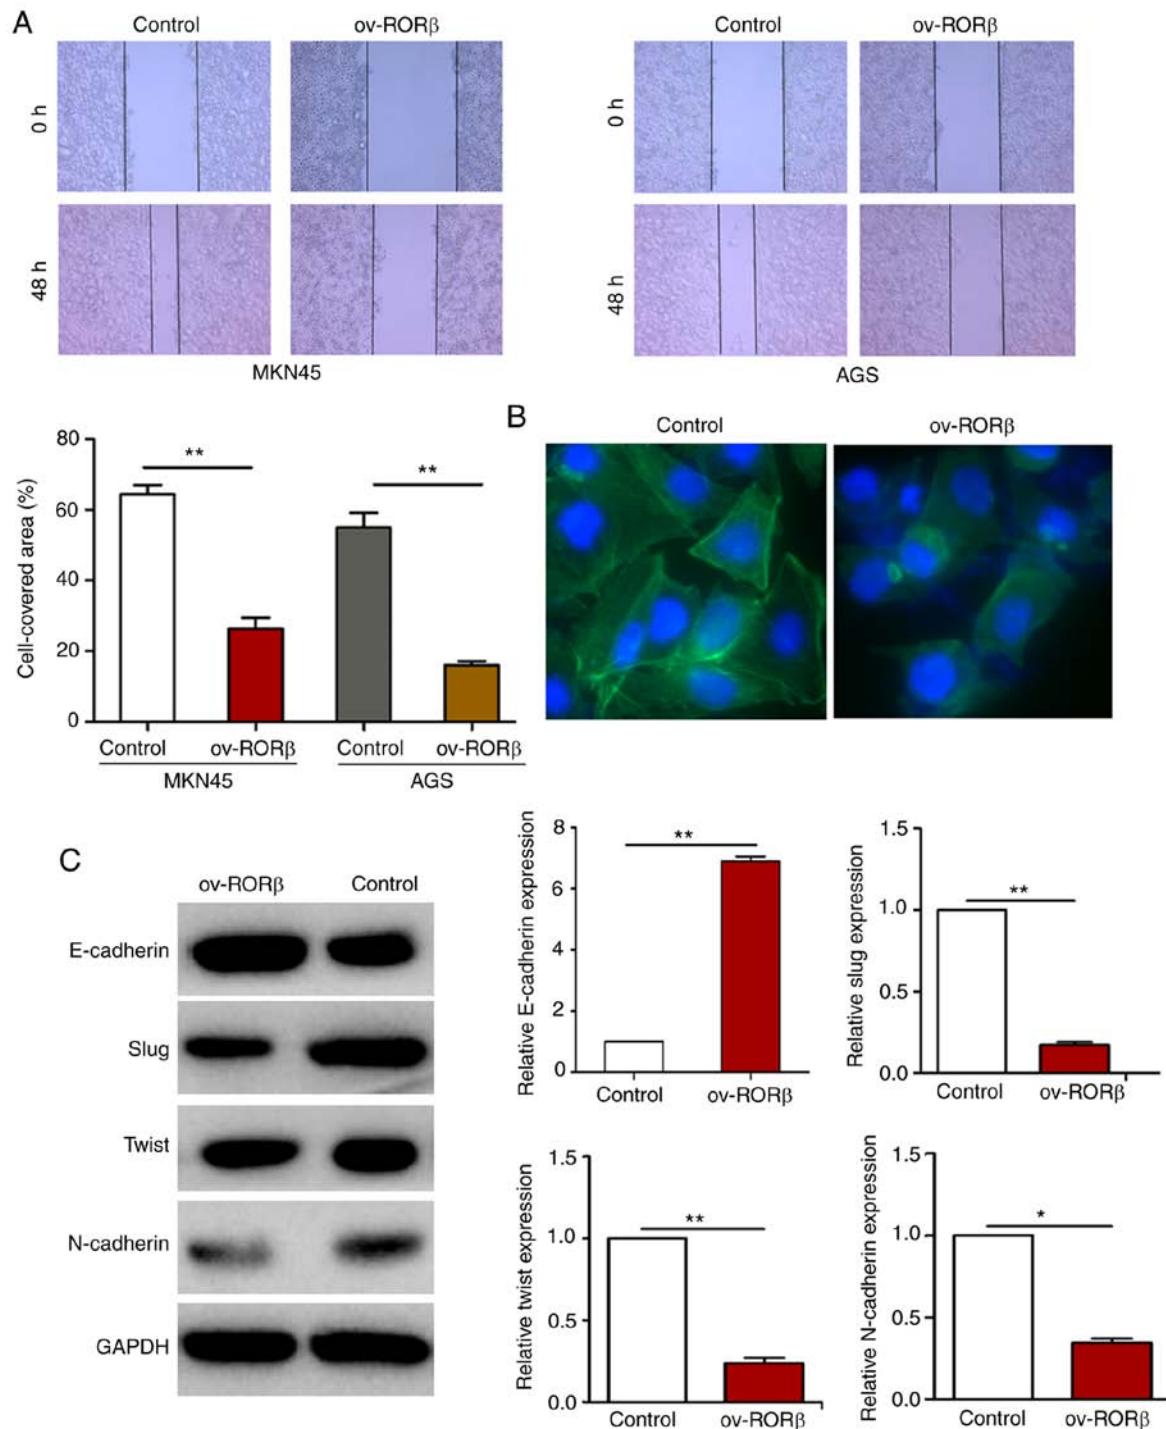 A
Control ov-RORβ Control ov-RORβ
0 h 0 h
48 h 48 h
MKN45 AGS
Cell-covered area (%)
80
60
40
20
0
**
**
Control ov-RORβ Control ov-RORβ
MKN45 AGS
B
Control ov-RORβ
C
ov-RORβ Control
E-cadherin
Slug
Twist
N-cadherin
GAPDH
Relative E-cadherin expression
8
6
4
2
0
**
Control ov-RORβ
Relative slug expression
1.5
1.0
0.5
0.0
**
Control ov-RORβ
Relative twist expression
1.5
1.0
0.5
0.0
**
Control ov-RORβ
Relative N-cadherin expression
1.5
1.0
0.5
0.0
*
Control ov-RORβ